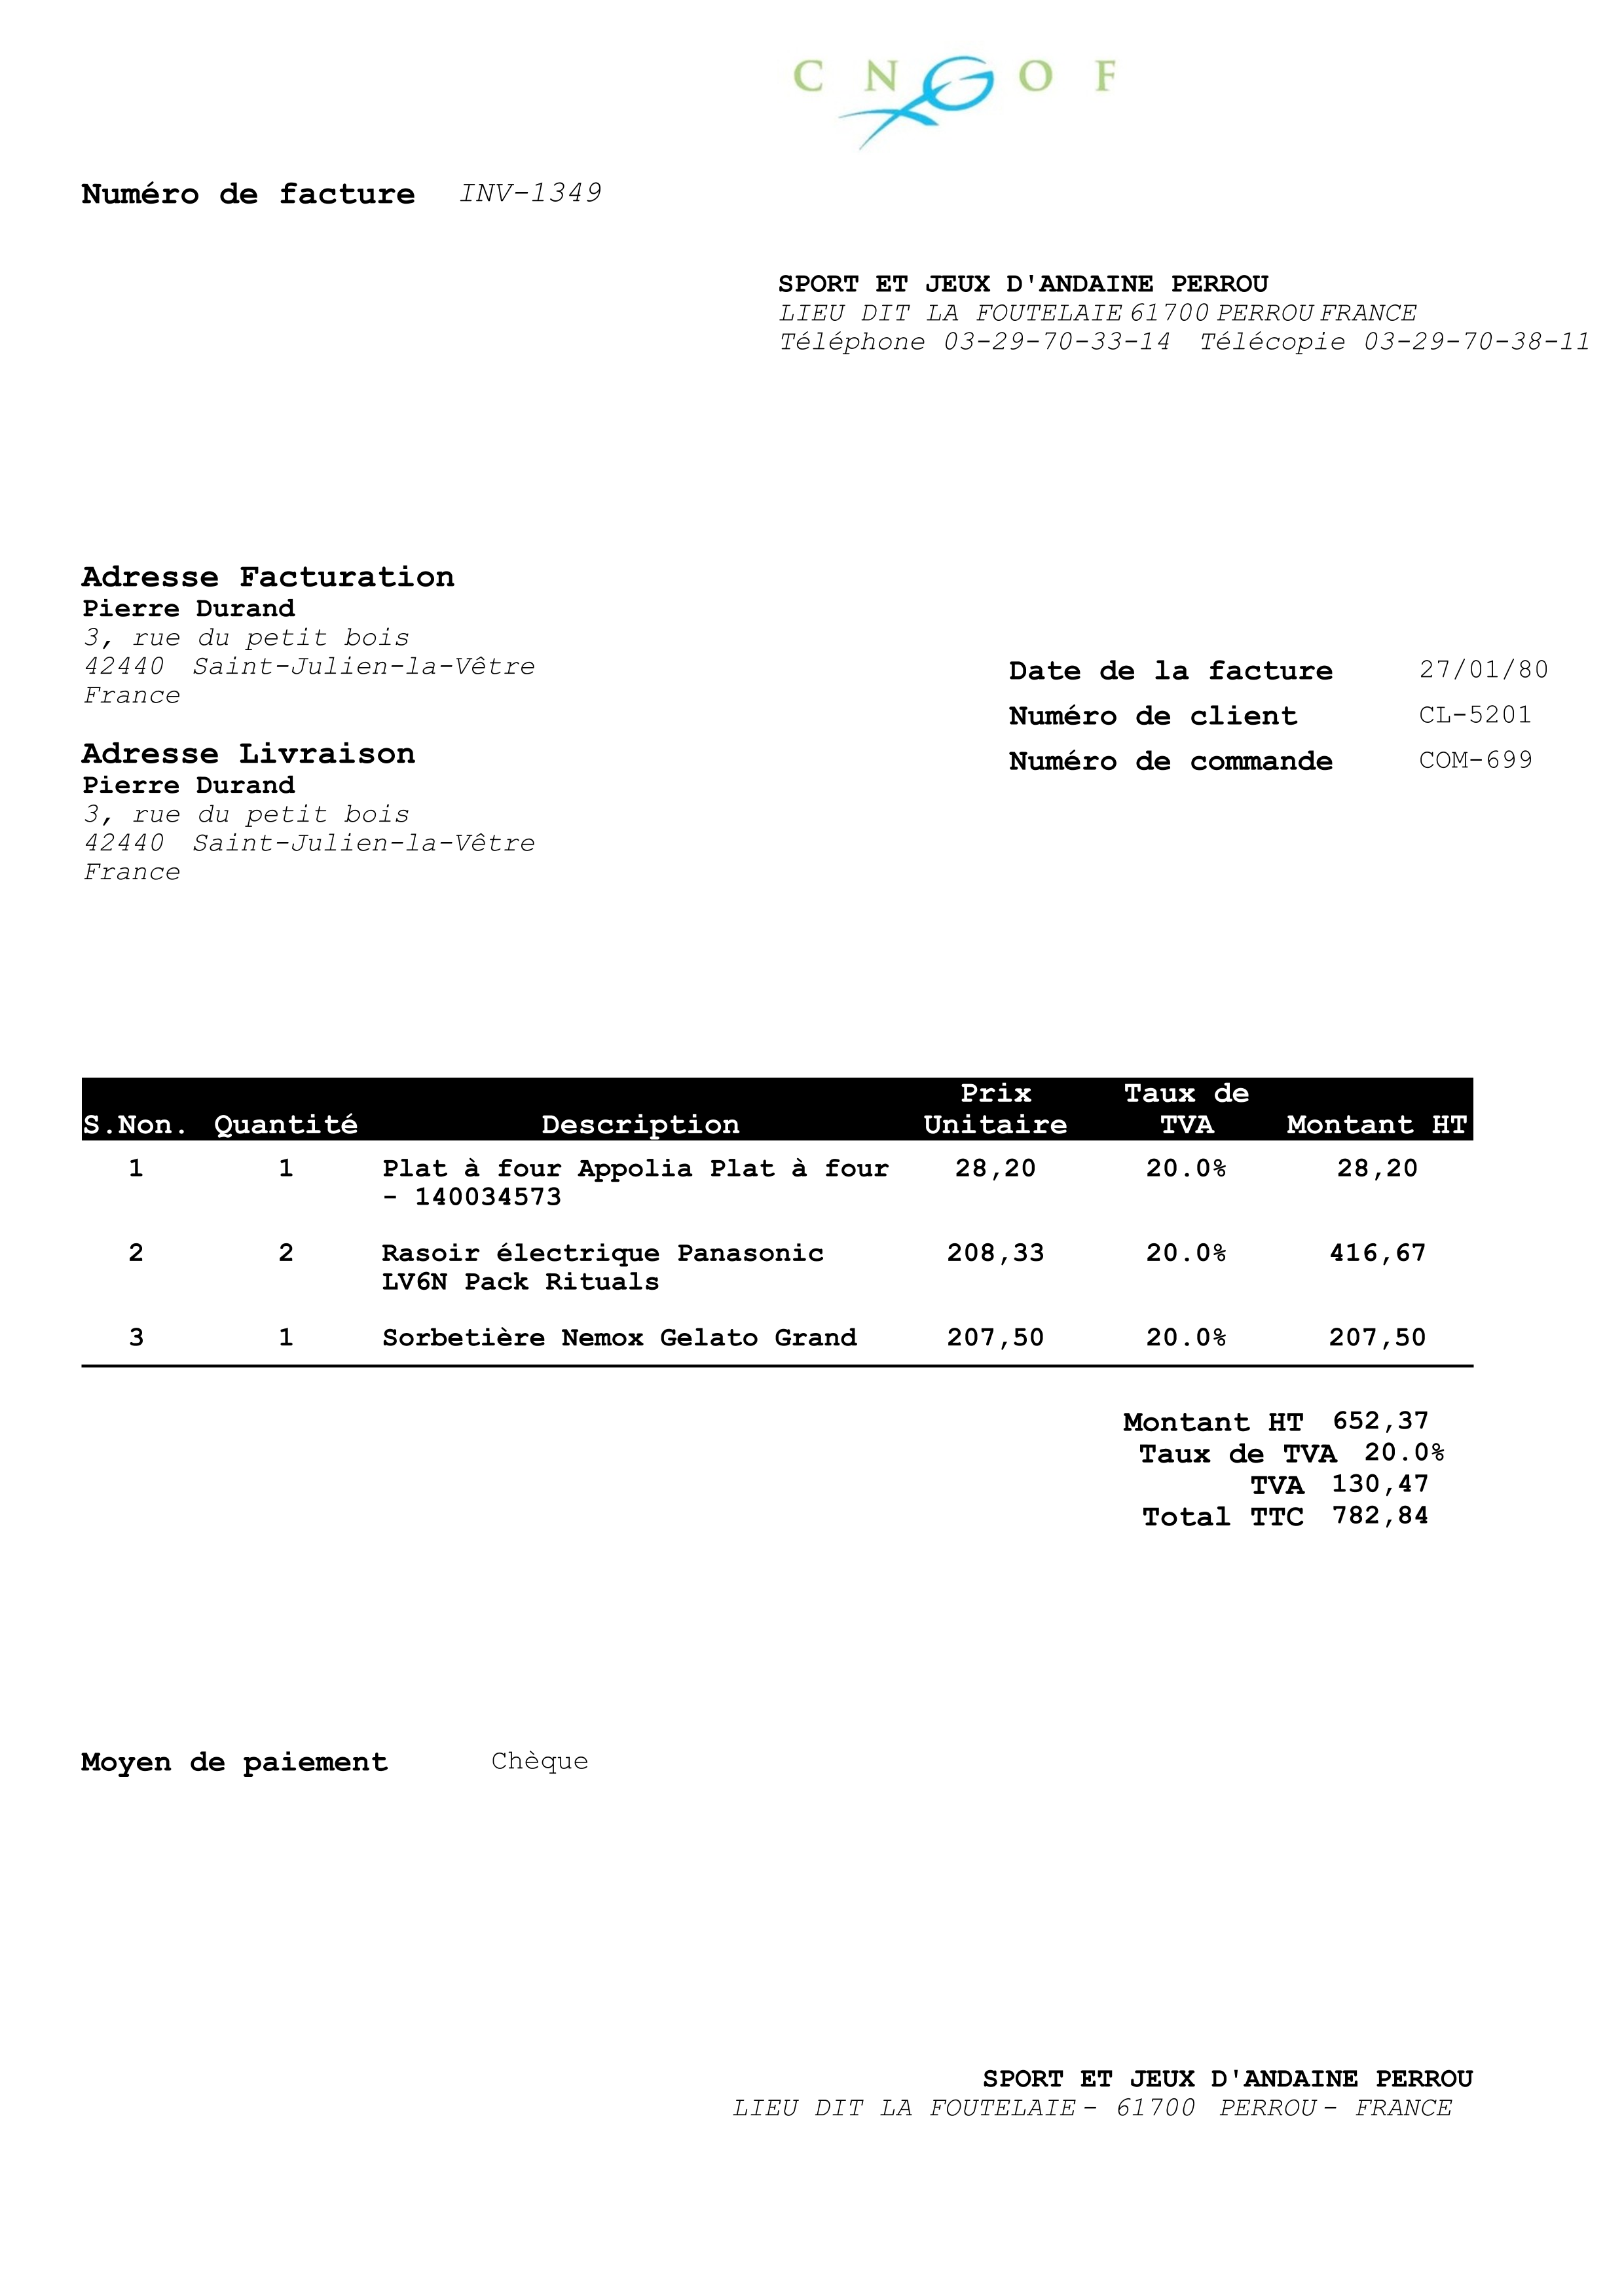 C N G O F
Numéro de facture INV-1349
SPORT ET JEUX D'ANDAINE PERROU
LIEU DIT LA FOUTELAIE 61700 PERROU FRANCE
Téléphone 03-29-70-33-14 Télécopie 03-29-70-38-11
Adresse Facturation
Pierre Durand
3, rue du petit bois
42440 Saint-Julien-la-Vêtre
France
Date de la facture 27/01/80
Numéro de client CL-5201
Numéro de commande COM-699
Adresse Livraison
Pierre Durand
3, rue du petit bois
42440 Saint-Julien-la-Vêtre
France
Prix Taux de
S.Non. Quantité Description Unitaire TVA Montant HT
1 1 Plat à four Appolia Plat à four 28,20 20.0% 28,20
- 140034573
2 2 Rasoir électrique Panasonic 208,33 20.0% 416,67
LV6N Pack Rituals
3 1 Sorbetière Nemox Gelato Grand 207,50 20.0% 207,50
Montant HT 652,37
Taux de TVA 20.0%
TVA 130,47
Total TTC 782,84
Moyen de paiement Chèque
SPORT ET JEUX D'ANDAINE PERROU
LIEU DIT LA FOUTELAIE - 61700 PERROU - FRANCE